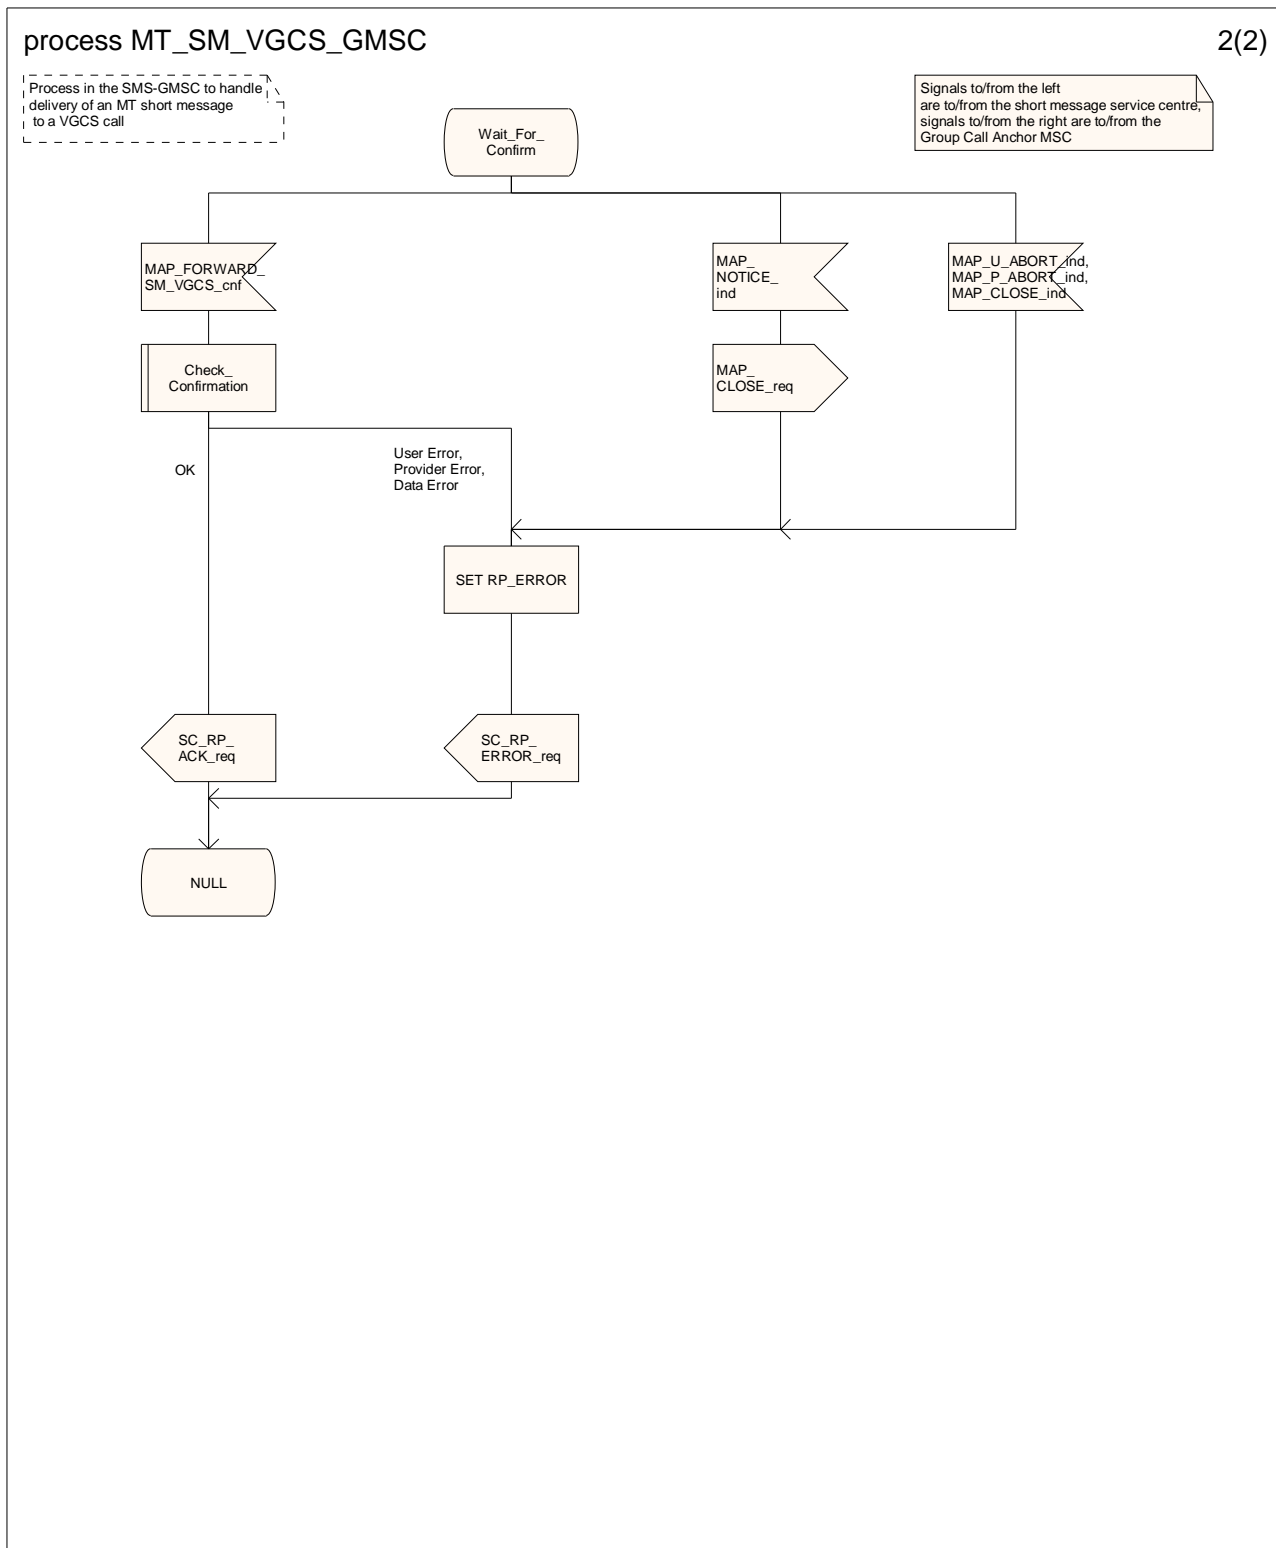 process MT_SM_VGCS_GMSC
2(2)
Process in the SMS-GMSC to handle
delivery of an MT short message
to a VGCS call
Signals to/from the left
are to/from the short message service centre,
signals to/from the right are to/from the
Group Call Anchor MSC
Wait_For_
Confirm
MAP_FORWARD_
SM_VGCS_cnf
MAP_
NOTICE_
ind
MAP_U_ABORT_ind,
MAP_P_ABORT_ind,
MAP_CLOSE_ind
Check_
Confirmation
MAP_
CLOSE_req
OK
User Error,
Provider Error,
Data Error
SET RP_ERROR
SC_RP_
ACK_req
SC_RP_
ERROR_req
NULL